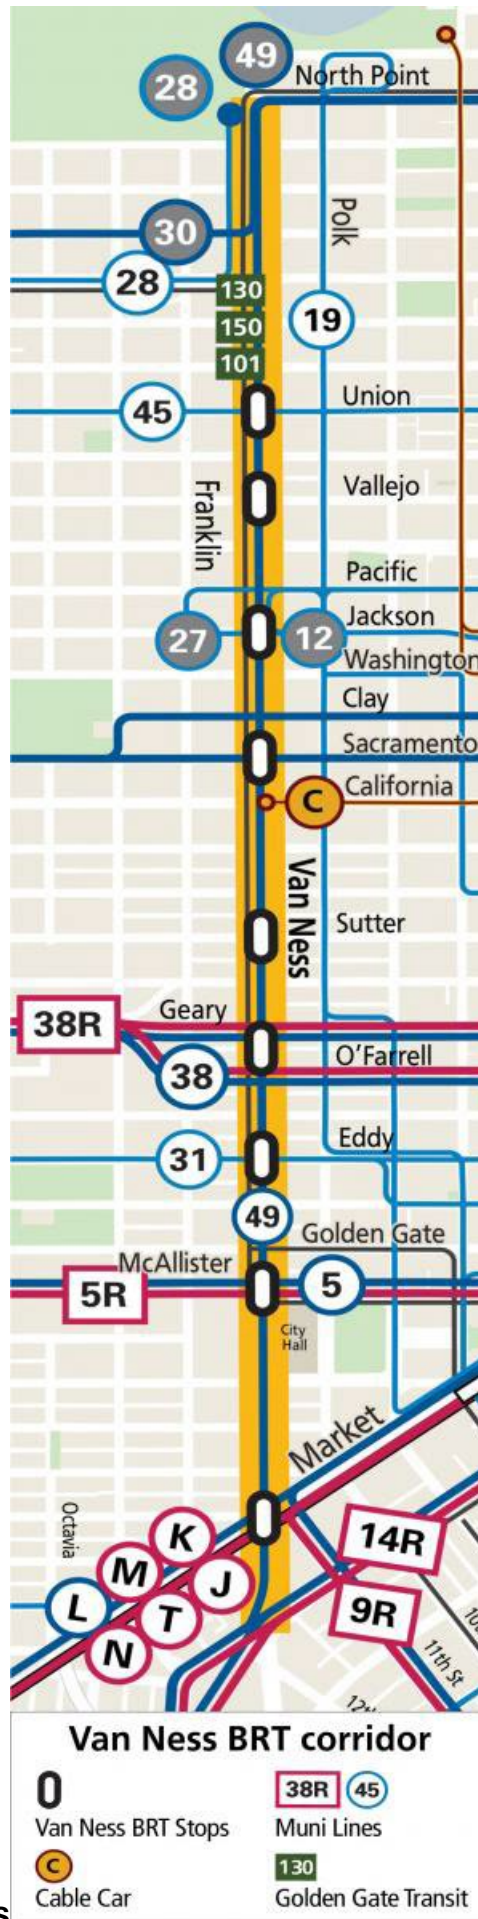 49
28
North Point
30
Polk
28
130
19
150
101
Union
45
Vallejo
Franklin
Pacific
Jackson
27
12
Washington
Clay
Sacramento
California
C
Van Ness
Sutter
Geary
38R
O'Farrell
38
Eddy
31
49
Golden Gate
McAllister
5R
5
City
Hall
Market
Octavia
K
14R
M
J
L
T
9R
N
11th St
Van Ness BRT corridor
38R
45
Van Ness BRT Stops
Muni Lines
C
130
Cable Car
Golden Gate Transit
s